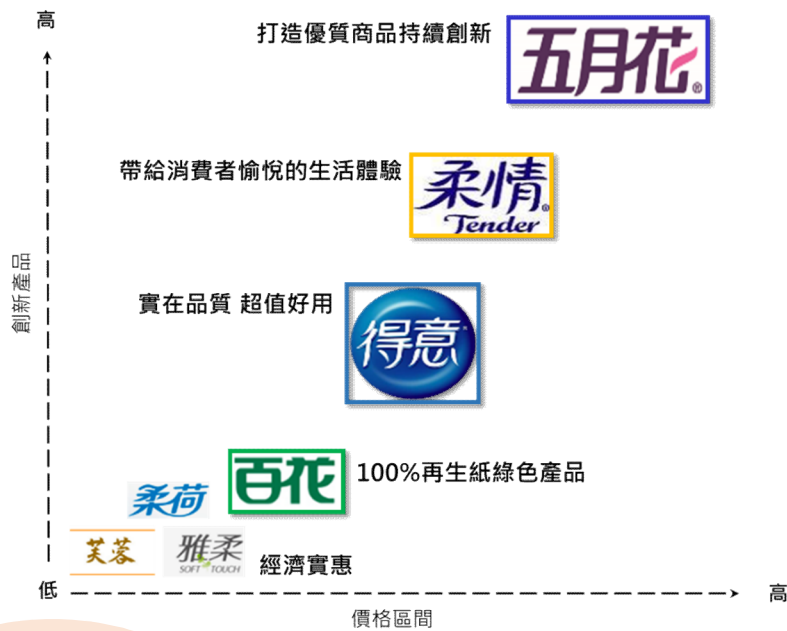 高
打造優質商品持續創新
五月花®
帶給消費者愉悅的生活體驗
柔情®
Tender
創新產品
實在品質 超值好用
得意
柔荷
百花
100%再生紙綠色產品
芙蓉
雅柔
SOFT TOUCH
經濟實惠
低
高
價格區間